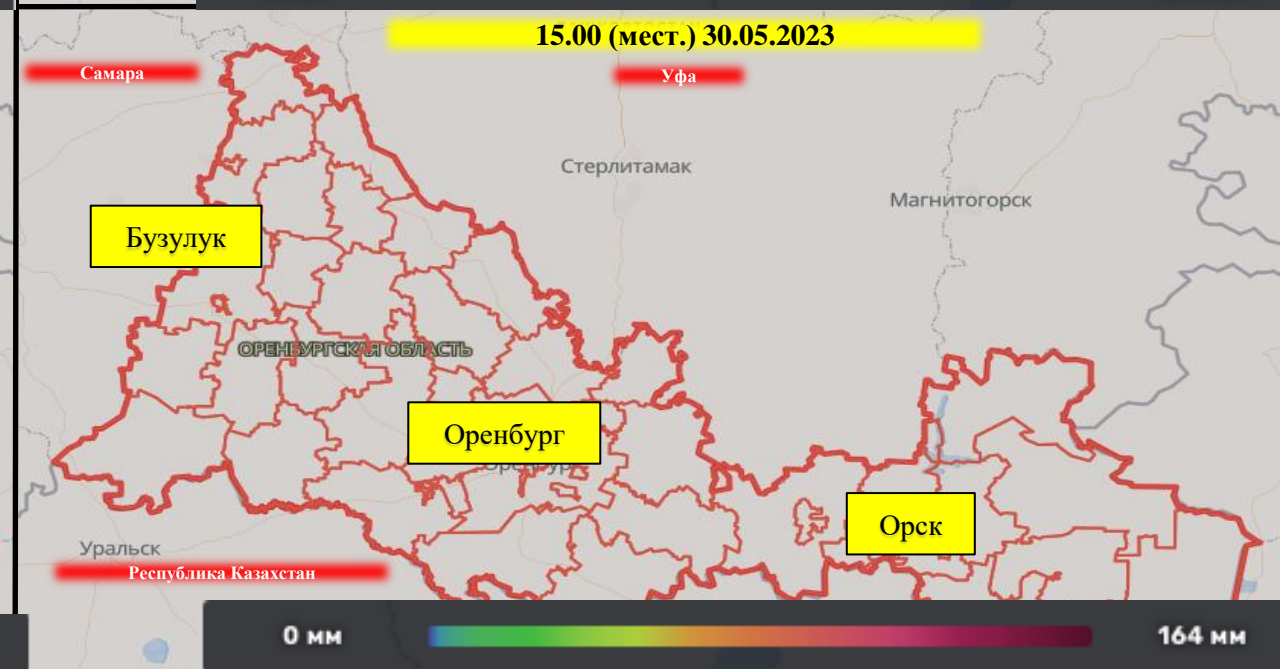 15.00 (мест.) 30.05.2023
Самара
Уфа
Стерлитамак
Магнитогорск
Бузулук
ОРЕНБУРГСКАЯ ОБЛАСТЬ
Оренбург
Оренбург
Орск
Уральск
Республика Казахстан
0 мм
164 мм